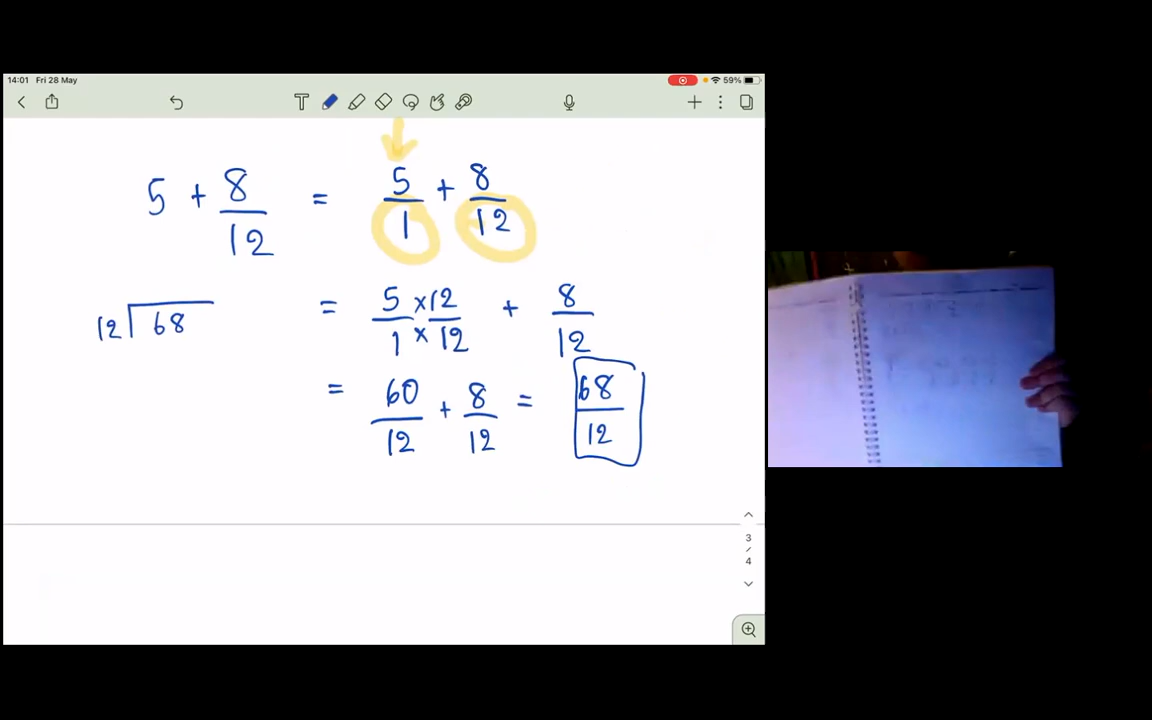 14:01 Fri 28 May
59%
T
5 + 8/12 = 5/1 + 8/12
12 68
= 5/1 × 12/× 12 + 8/12
= 60/12 + 8/12 = 68/12
3
4